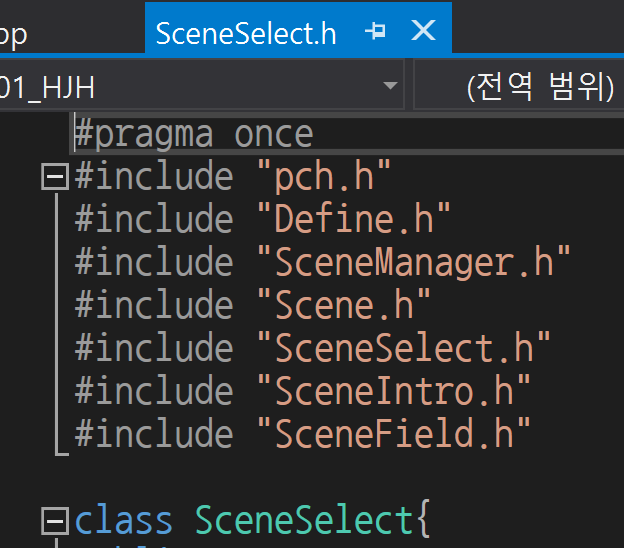 SceneSelect.h
01_HJH
(전역 범위)
#pragma once
#include "pch.h"
#include "Define.h"
#include "SceneManager.h"
#include "Scene.h"
#include "SceneSelect.h"
#include "SceneIntro.h"
#include "SceneField.h"
class SceneSelect{